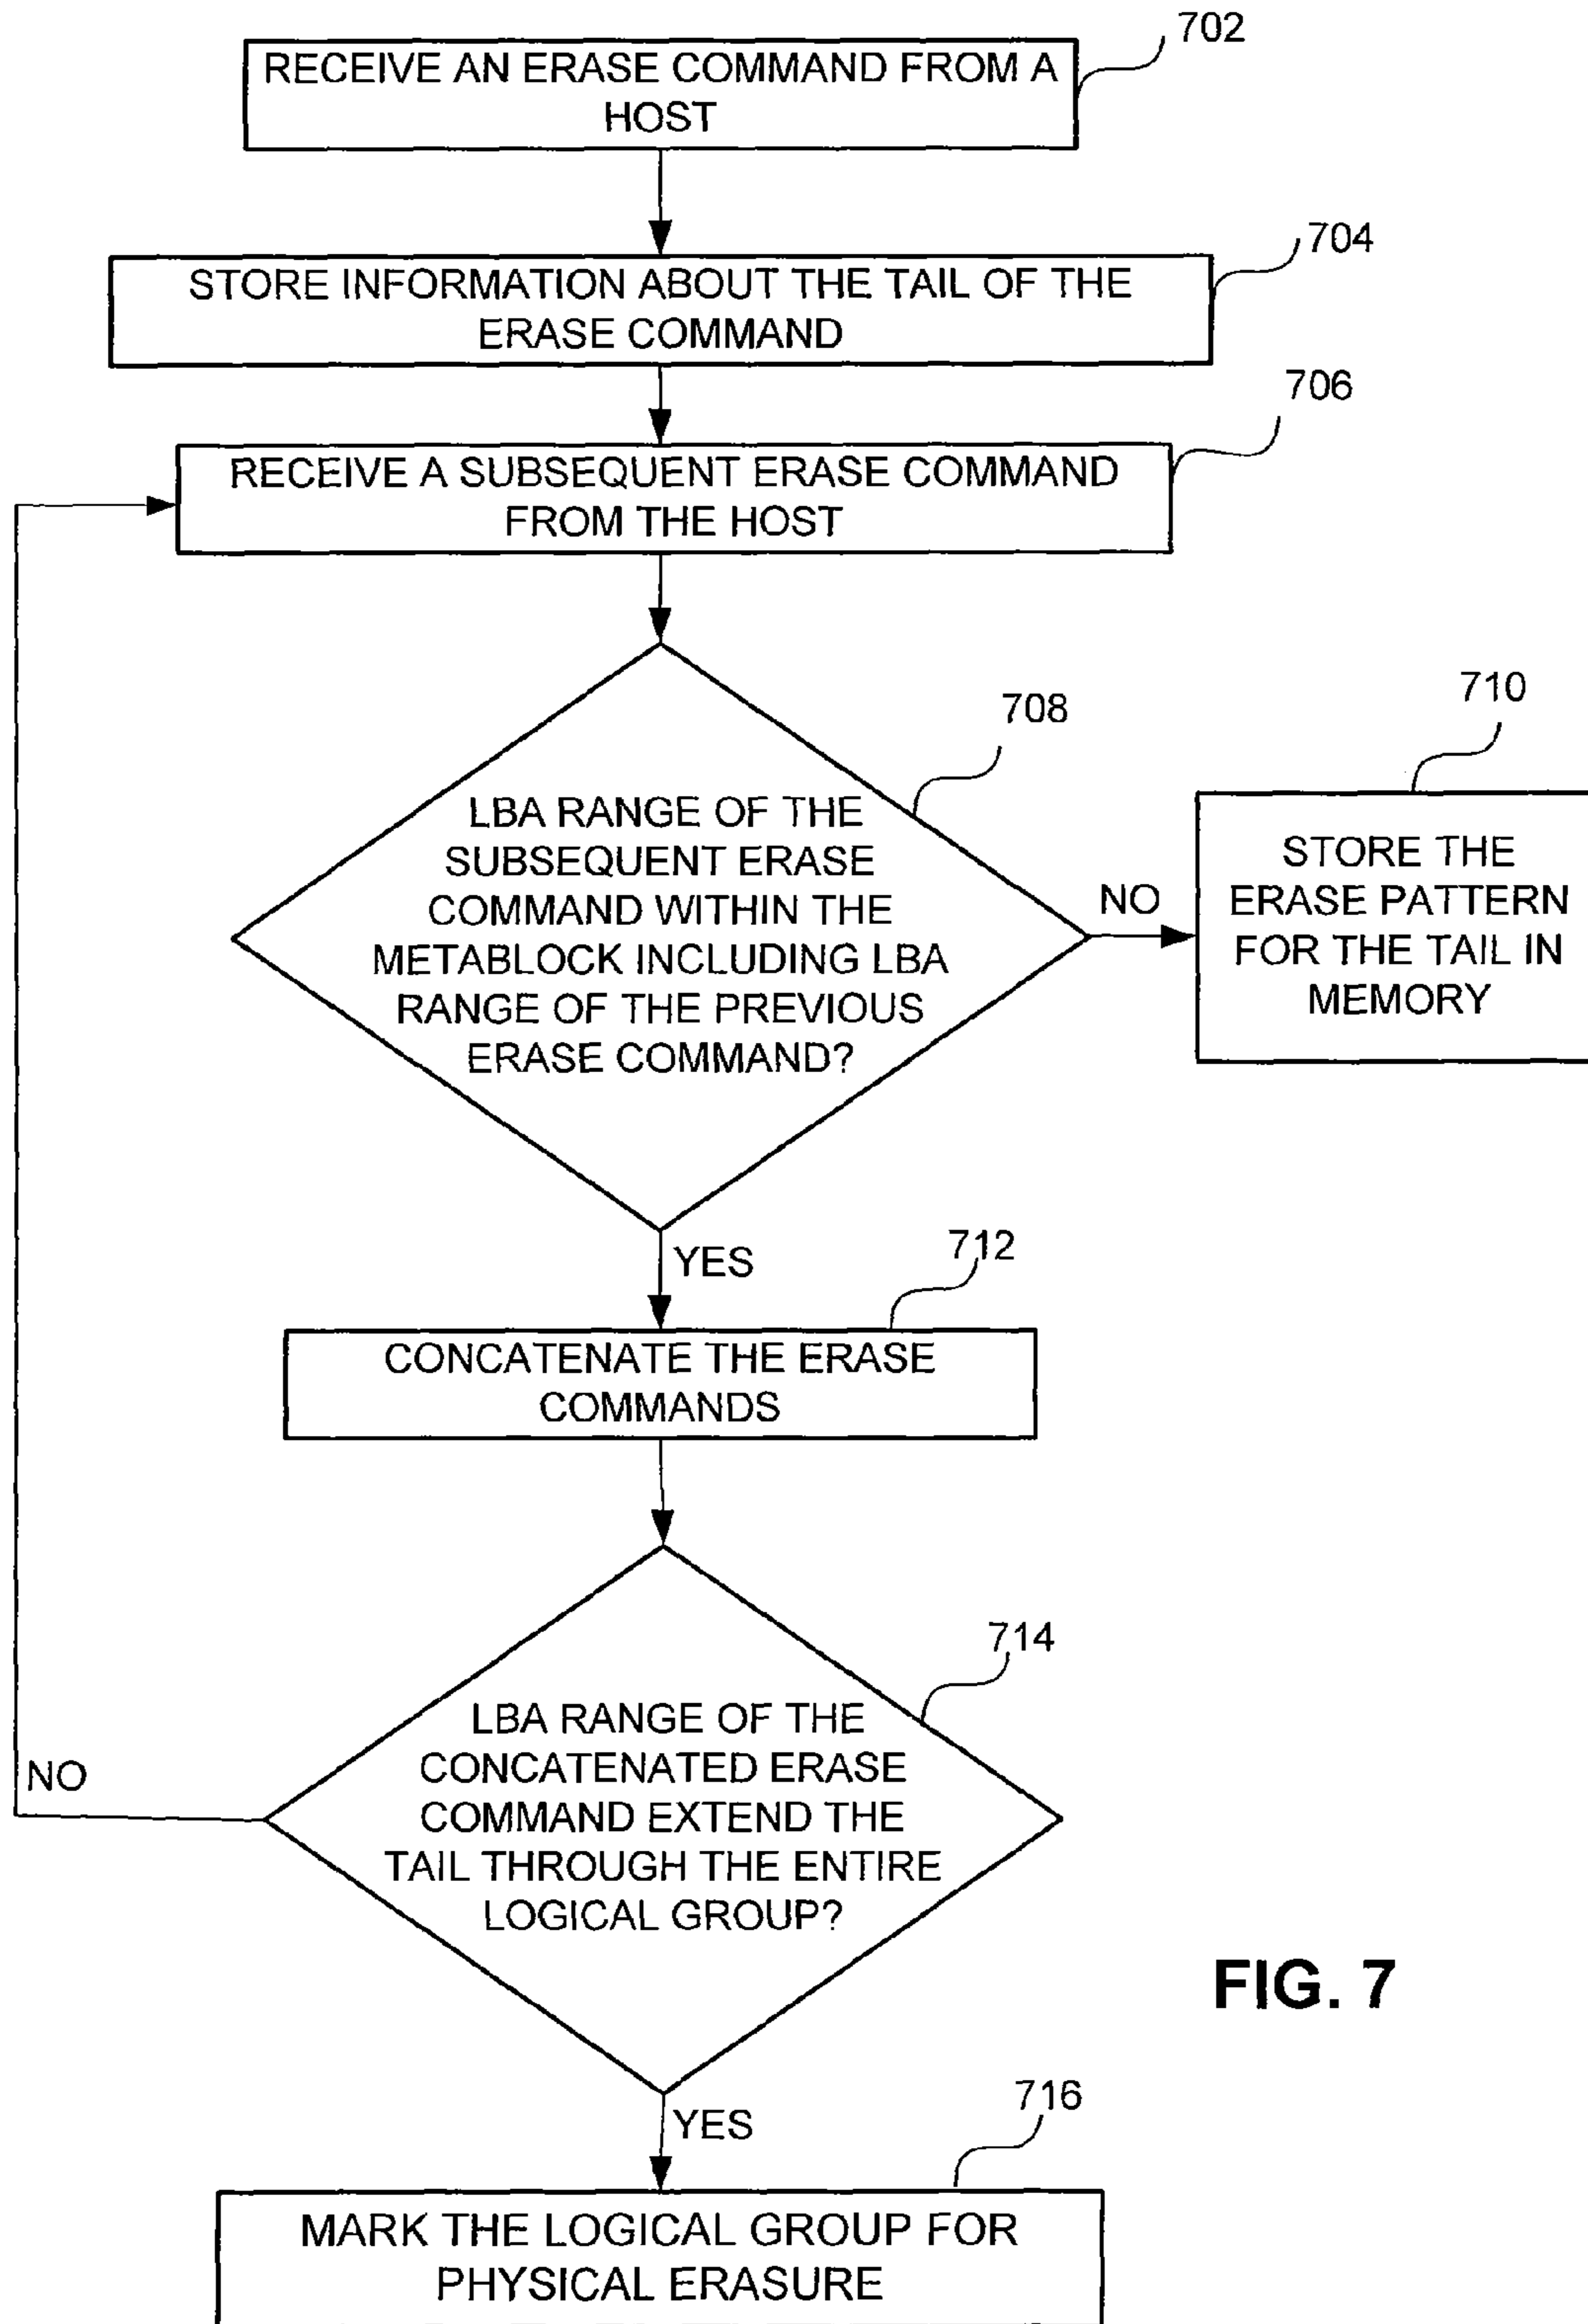 702
RECEIVE AN ERASE COMMAND FROM A
HOST
704
STORE INFORMATION ABOUT THE TAIL OF THE
ERASE COMMAND
706
RECEIVE A SUBSEQUENT ERASE COMMAND
FROM THE HOST
708
LBA RANGE OF THE
SUBSEQUENT ERASE
COMMAND WITHIN THE
METABLOCK INCLUDING LBA
RANGE OF THE PREVIOUS
ERASE COMMAND?
NO
710
STORE THE
ERASE PATTERN
FOR THE TAIL IN
MEMORY
YES
712
CONCATENATE THE ERASE
COMMANDS
714
LBA RANGE OF THE
CONCATENATED ERASE
COMMAND EXTEND THE
TAIL THROUGH THE ENTIRE
LOGICAL GROUP?
NO
FIG. 7
YES
716
MARK THE LOGICAL GROUP FOR
PHYSICAL ERASURE